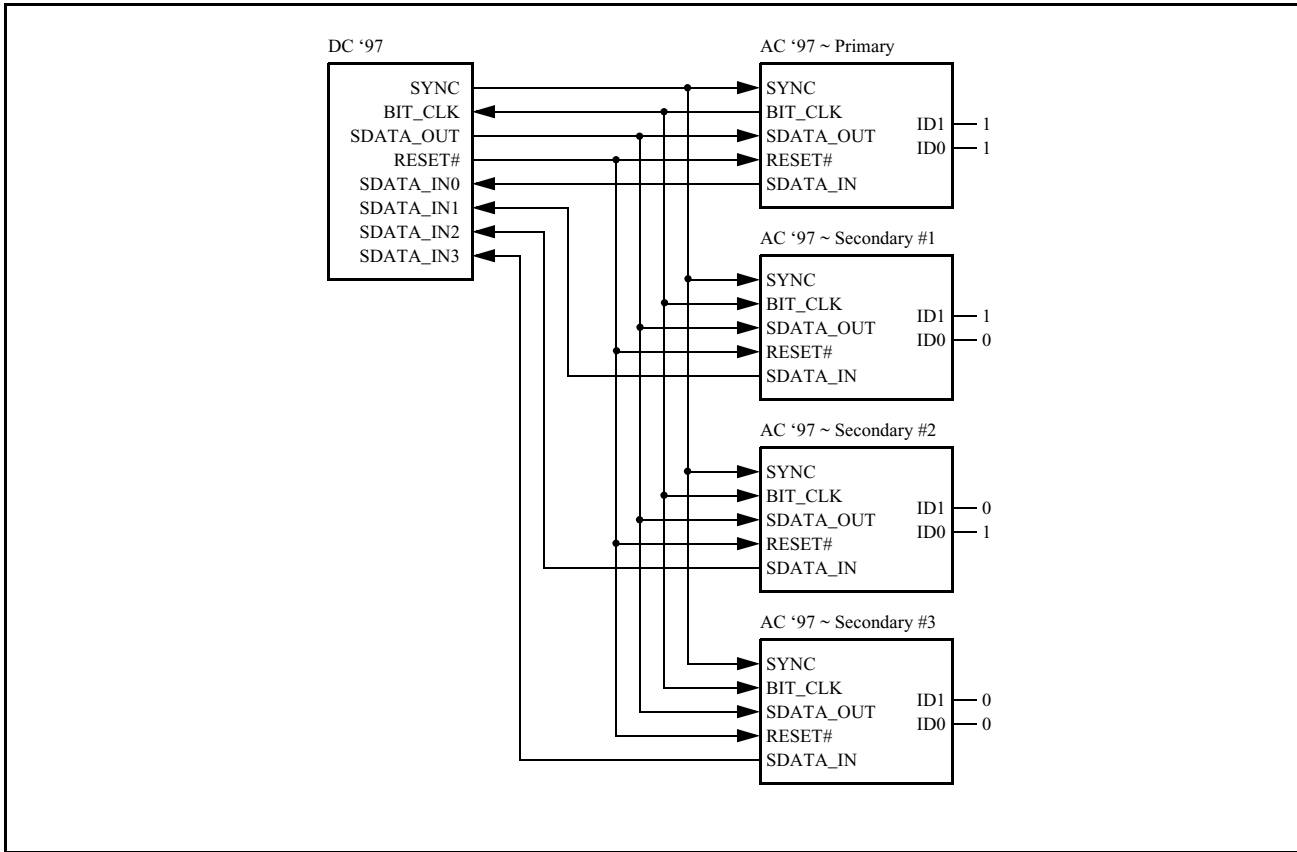 DC ‘97
SYNC
BIT_CLK
SDATA_OUT
RESET#
SDATA_IN0
SDATA_IN1
SDATA_IN2
SDATA_IN3
AC ‘97 ~ Primary
SYNC
BIT_CLK
SDATA_OUT
RESET#
SDATA_IN
ID1 1
ID0 1
AC ‘97 ~ Secondary #1
SYNC
BIT_CLK
SDATA_OUT
RESET#
SDATA_IN
ID1 1
ID0 0
AC ‘97 ~ Secondary #2
SYNC
BIT_CLK
SDATA_OUT
RESET#
SDATA_IN
ID1 0
ID0 1
AC ‘97 ~ Secondary #3
SYNC
BIT_CLK
SDATA_OUT
RESET#
SDATA_IN
ID1 0
ID0 0